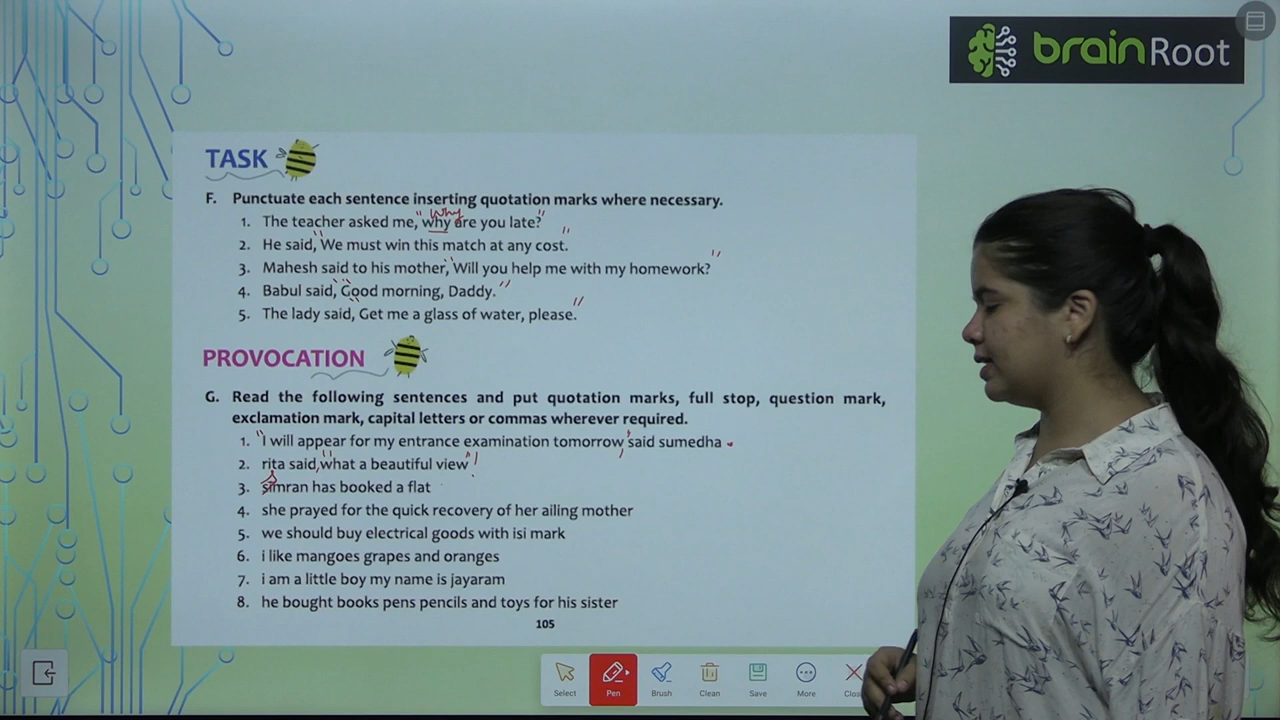 brainRoot
TASK
F. Punctuate each sentence inserting quotation marks where necessary.
Why
1. The teacher asked me, "why are you late?"
2. He said, "We must win this match at any cost."
3. Mahesh said to his mother, "Will you help me with my homework?"
4. Babul said, "Good morning, Daddy."
5. The lady said, "Get me a glass of water, please."
PROVOCATION
G. Read the following sentences and put quotation marks, full stop, question mark,
exclamation mark, capital letters or commas wherever required.
1. "I will appear for my entrance examination tomorrow," said sumedha.
2. rita said, "what a beautiful view"!
3. simran has booked a flat
4. she prayed for the quick recovery of her ailing mother
5. we should buy electrical goods with isi mark
6. i like mangoes grapes and oranges
7. i am a little boy my name is jayaram
8. he bought books pens pencils and toys for his sister
105
Select Pen Brush Clean Save More Clos